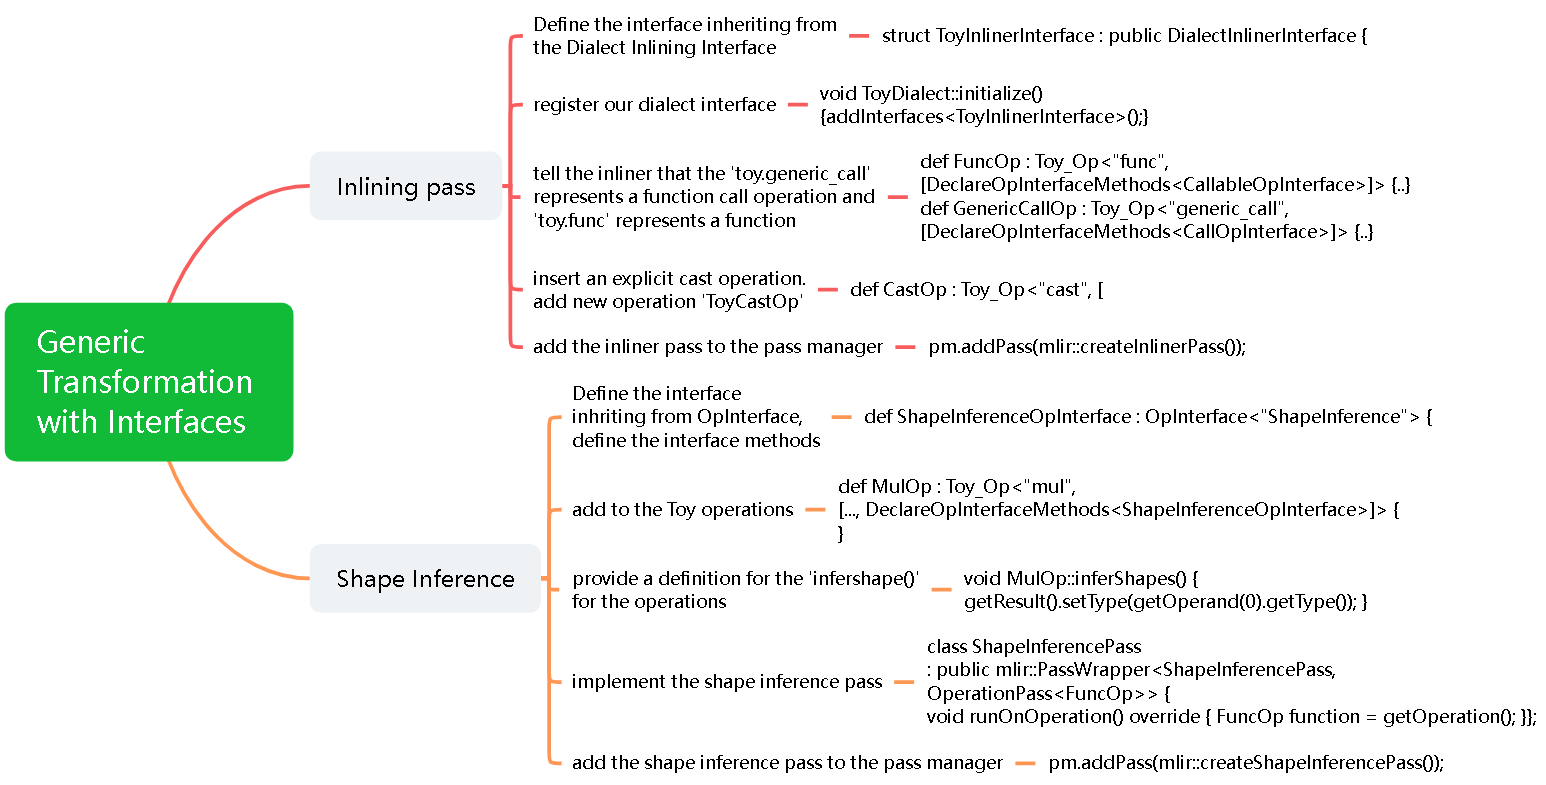 Generic
Transformation
with Interfaces
Inlining pass
Define the interface inheriting from
the Dialect Inlining Interface
struct ToyInlinerInterface : public DialectInlinerInterface {
register our dialect interface
void ToyDialect::initialize()
{addInterfaces<ToyInlinerInterface>();}
tell the inliner that the 'toy.generic_call'
represents a function call operation and
'toy.func' represents a function
def FuncOp : Toy_Op<"func",
[DeclareOpInterfaceMethods<CallableOpInterface>]> {..}
def GenericCallOp : Toy_Op<"generic_call",
[DeclareOpInterfaceMethods<CallOpInterface>]> {..}
insert an explicit cast operation.
add new operation 'ToyCastOp'
def CastOp : Toy_Op<"cast", [
add the inliner pass to the pass manager
pm.addPass(mlir::createInlinerPass());
Shape Inference
Define the interface
inhriting from OpInterface,
define the interface methods
def ShapeInferenceOpInterface : OpInterface<"ShapeInference"> {
add to the Toy operations
def MulOp : Toy_Op<"mul",
[..., DeclareOpInterfaceMethods<ShapeInferenceOpInterface>]> {
}
provide a definition for the 'infershape()'
for the operations
void MulOp::inferShapes() {
getResult().setType(getOperand(0).getType()); }
implement the shape inference pass
class ShapeInferencePass
: public mlir::PassWrapper<ShapeInferencePass,
OperationPass<FuncOp>> {
void runOnOperation() override { FuncOp function = getOperation(); }};
add the shape inference pass to the pass manager
pm.addPass(mlir::createShapeInferencePass());